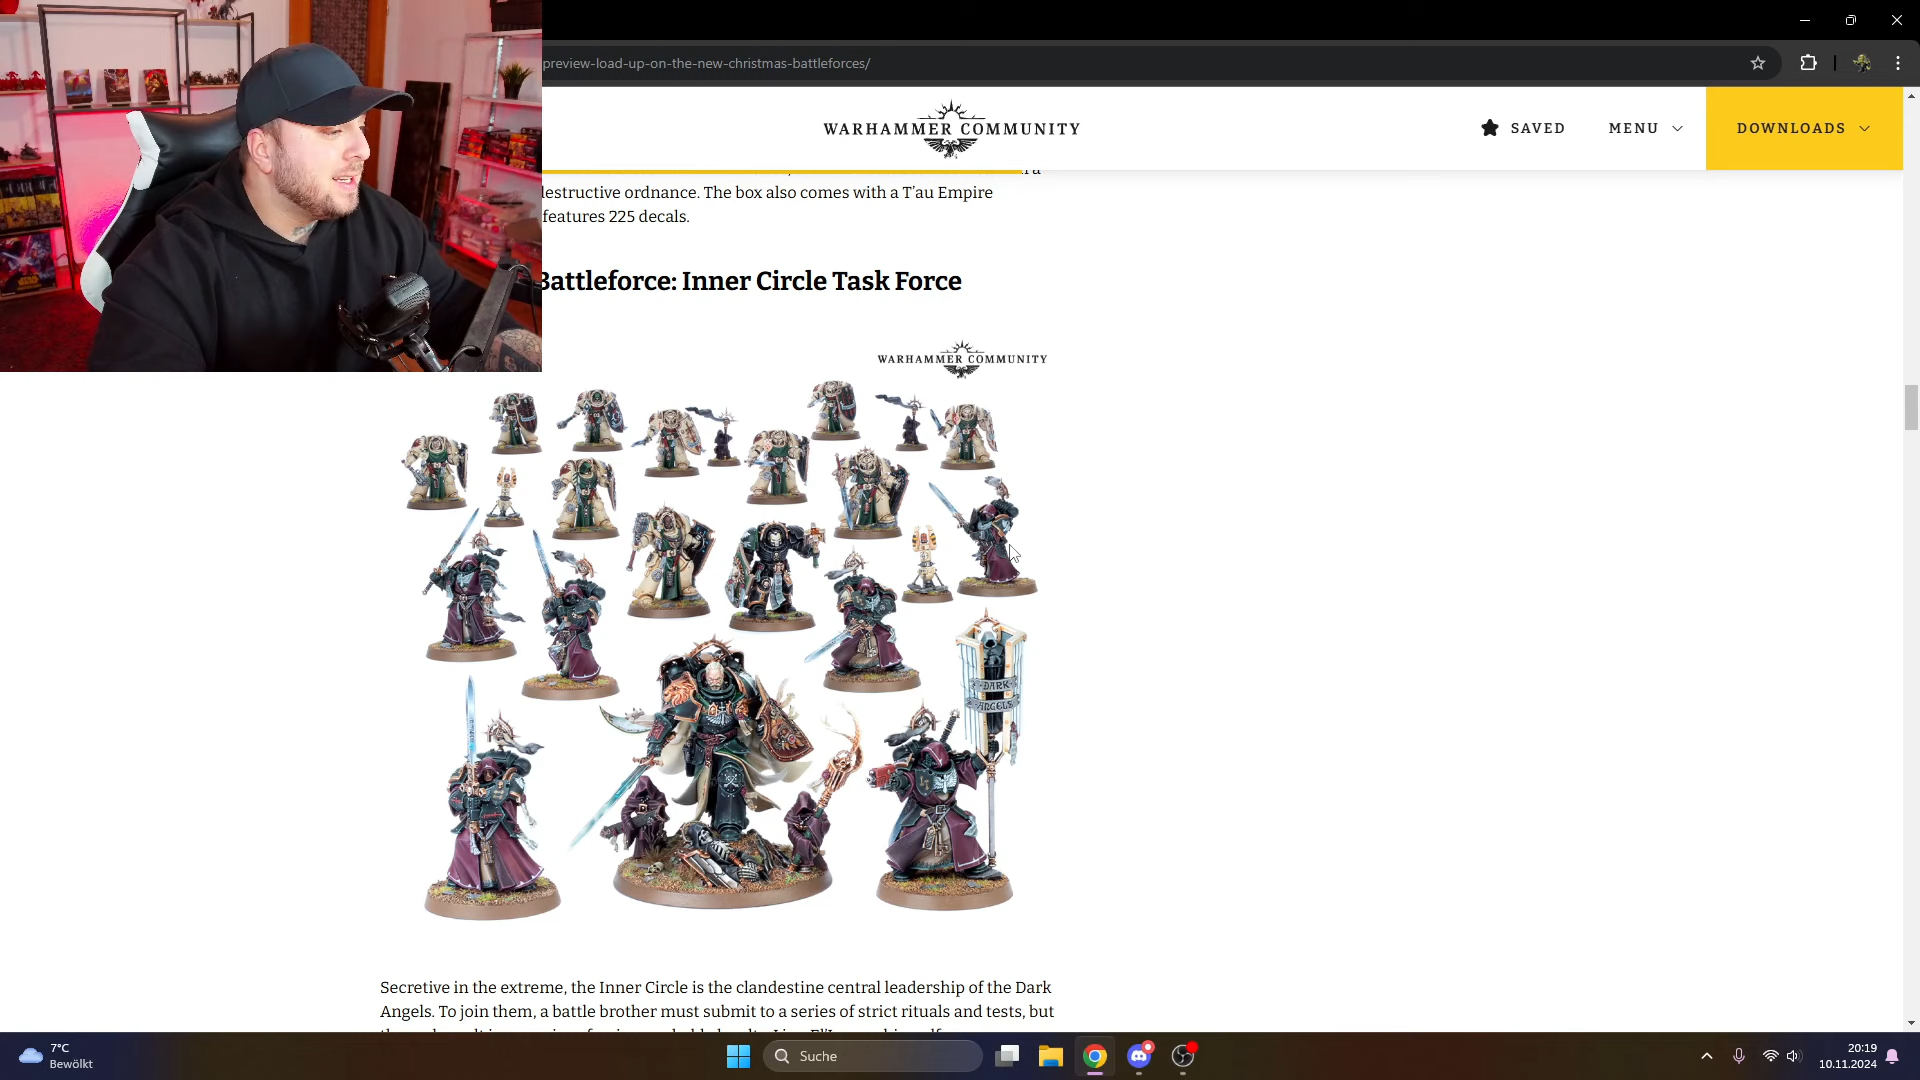 preview-load-up-on-the-new-christmas-battleforces/
WARHAMMER COMMUNITY
SAVED
MENU
DOWNLOADS
destructive ordnance. The box also comes with a T'au Empire
features 225 decals.
Battleforce: Inner Circle Task Force
WARHAMMER COMMUNITY
DARK
ANGELS
Secretive in the extreme, the Inner Circle is the clandestine central leadership of the Dark
Angels. To join them, a battle brother must submit to a series of strict rituals and tests, but
7°C
Bewölkt
Suche
20:19
10.11.2024